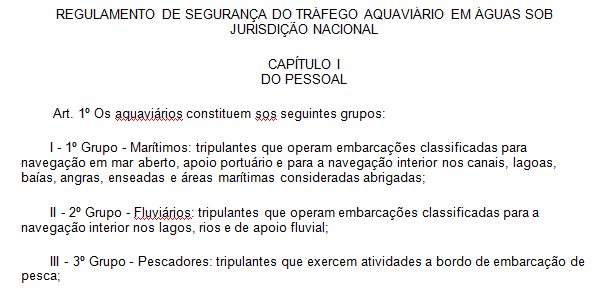 REGULAMENTO DE SEGURANÇA DO TRÁFEGO AQUAVIÁRIO EM ÁGUAS SOB
JURISDIÇÃO NACIONAL
CAPÍTULO I
DO PESSOAL
Art. 1º Os aquaviários constituem sos seguintes grupos:
I - 1º Grupo - Marítimos: tripulantes que operam embarcações classificadas para
navegação em mar aberto, apoio portuário e para a navegação interior nos canais, lagoas,
baías, angras, enseadas e áreas marítimas consideradas abrigadas;
II - 2º Grupo - Fluviários: tripulantes que operam embarcações classificadas para a
navegação interior nos lagos, rios e de apoio fluvial;
III - 3º Grupo - Pescadores: tripulantes que exercem atividades a bordo de embarcação de
pesca;